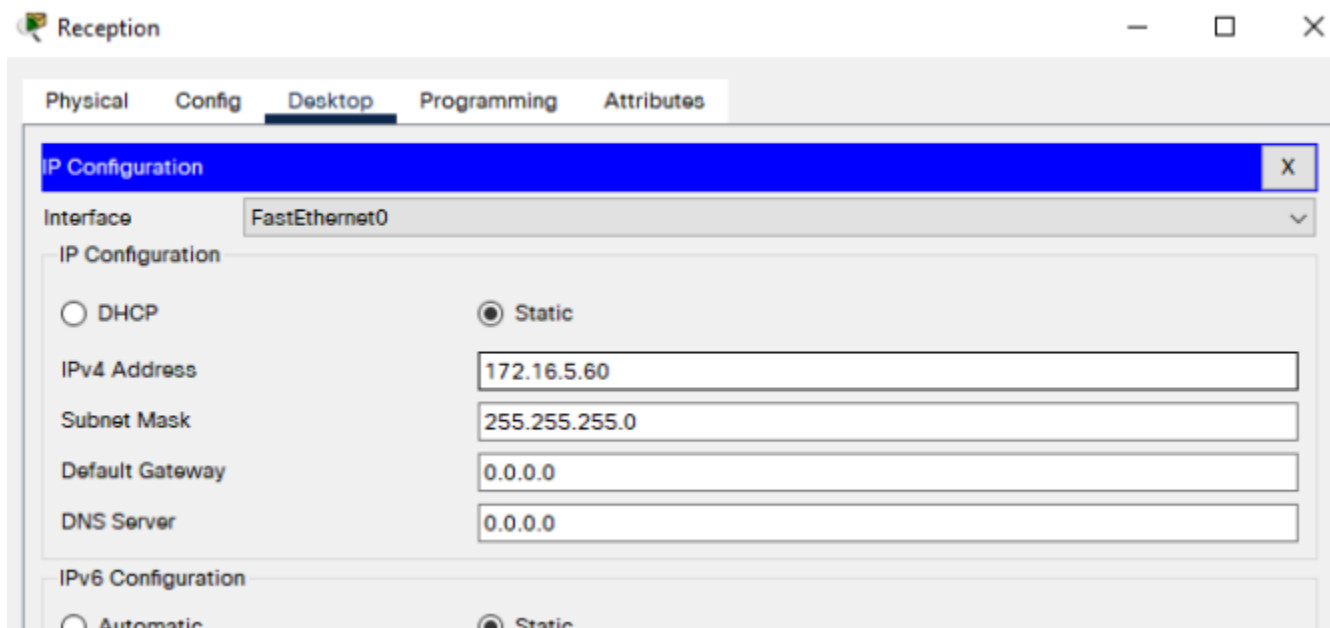 Reception
Physical Config Desktop Programming Attributes
IP Configuration X
Interface FastEthernet0
IP Configuration
DHCP Static
IPv4 Address 172.16.5.60
Subnet Mask 255.255.255.0
Default Gateway 0.0.0.0
DNS Server 0.0.0.0
IPv6 Configuration
Automatic Static